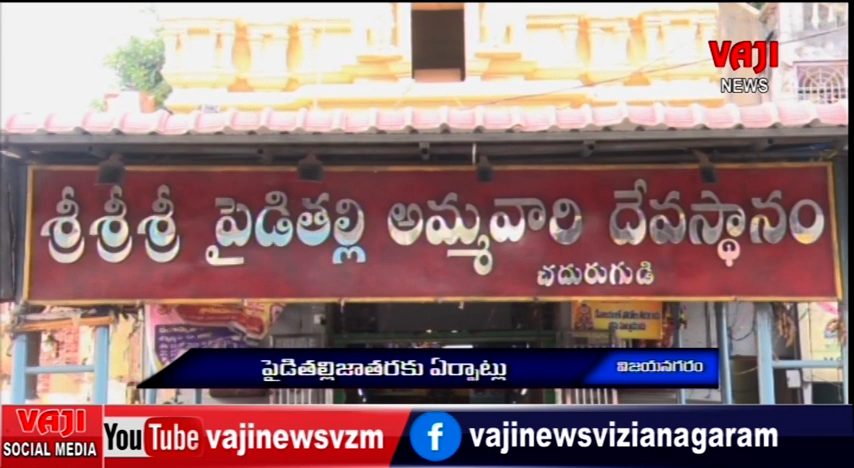 VAJI
NEWS
శ్రీ శ్రీ శ్రీ పైడితల్లి అమ్మవారి దేవస్థానం
చదురుగుడి
పైడితల్లిజాతరకు ఏర్పాట్లు
విజయనగరం
VAJI
SOCIAL MEDIA
YouTube vajinewsvzm
f vajinewsvizianagaram